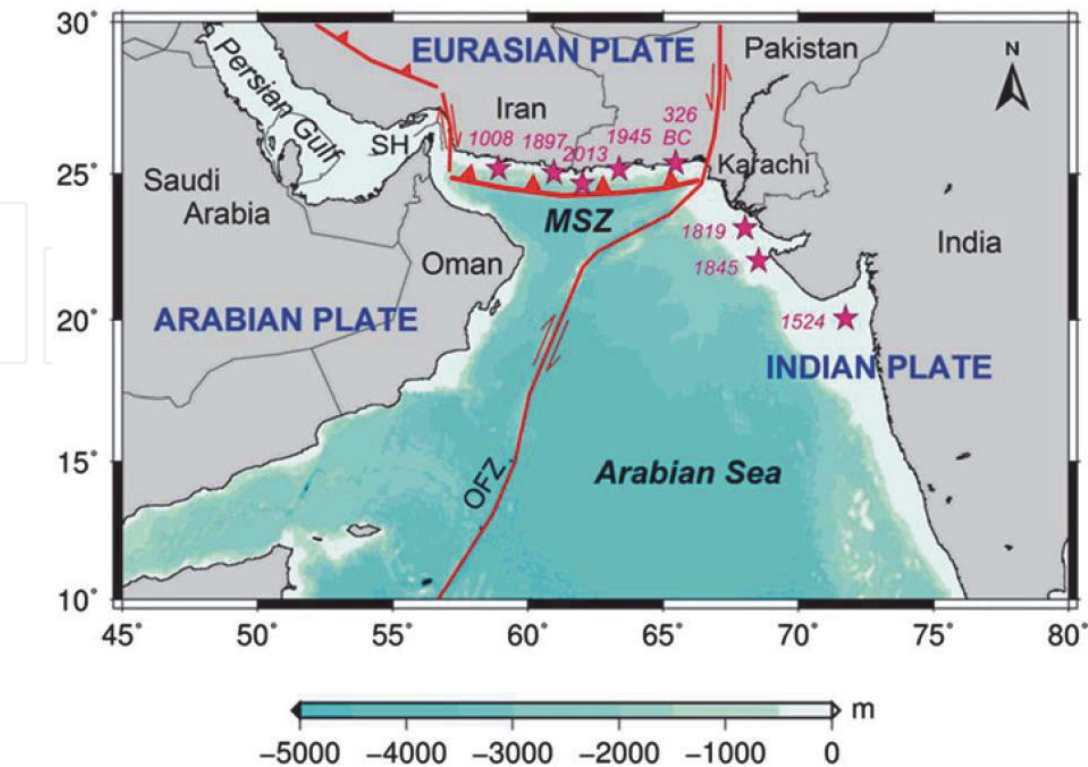 30°
25°
20°
15°
10°
45°
50°
55°
60°
65°
70°
75°
80°
EURASIAN PLATE
Pakistan
N
Persian Gulf
Iran
SH
1008
1897
2013
1945
326
BC
Karachi
Saudi
Arabia
MSZ
1819
1845
India
Oman
ARABIAN PLATE
1524
INDIAN PLATE
OFZ
Arabian Sea
m
−5000 −4000 −3000 −2000 −1000 0